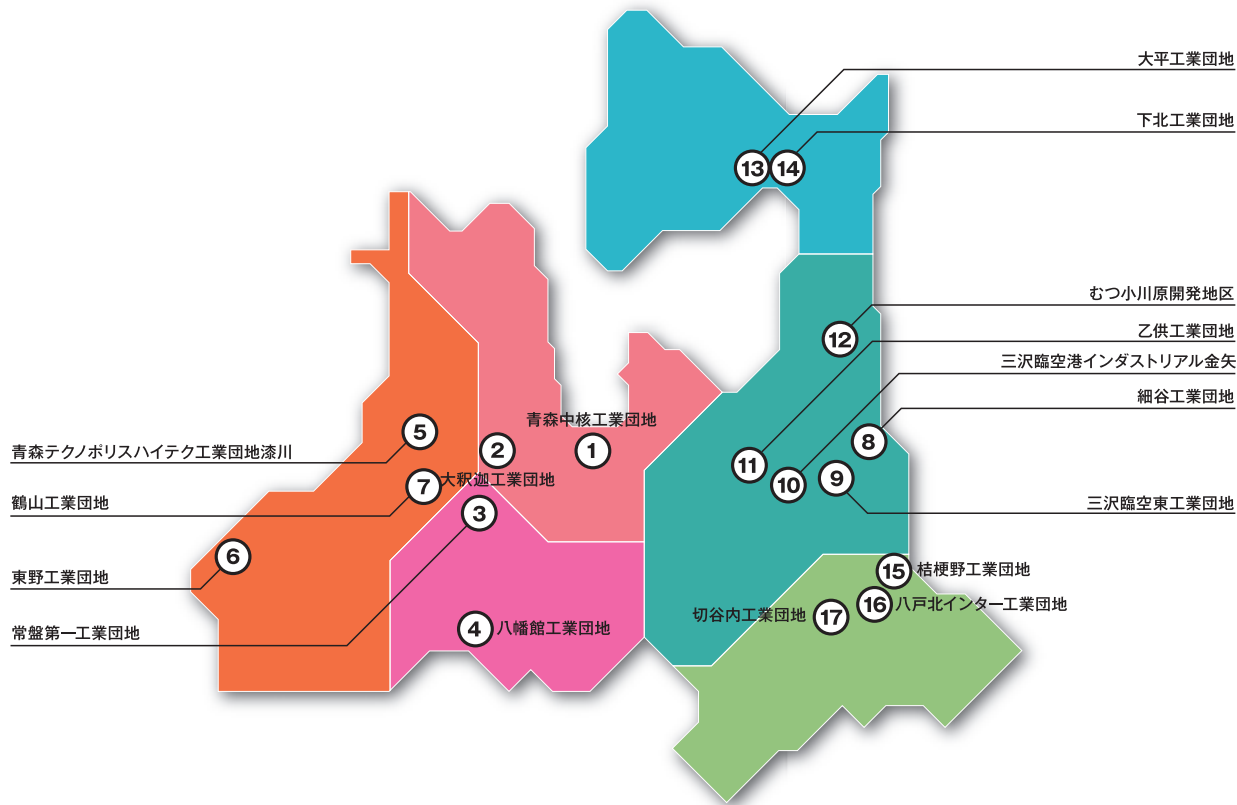 大平工業団地
下北工業団地
13
14
むつ小川原開発地区
12
乙供工業団地
三沢臨空港インダストリアル金矢
細谷工業団地
青森中核工業団地
5
2
1
8
青森テクノポリスハイテク工業団地漆川
11
10
9
7
大釈迦工業団地
鶴山工業団地
3
三沢臨空東工業団地
6
東野工業団地
15
桔梗野工業団地
16
八戸北インター工業団地
切谷内工業団地
17
常盤第一工業団地
4
八幡館工業団地